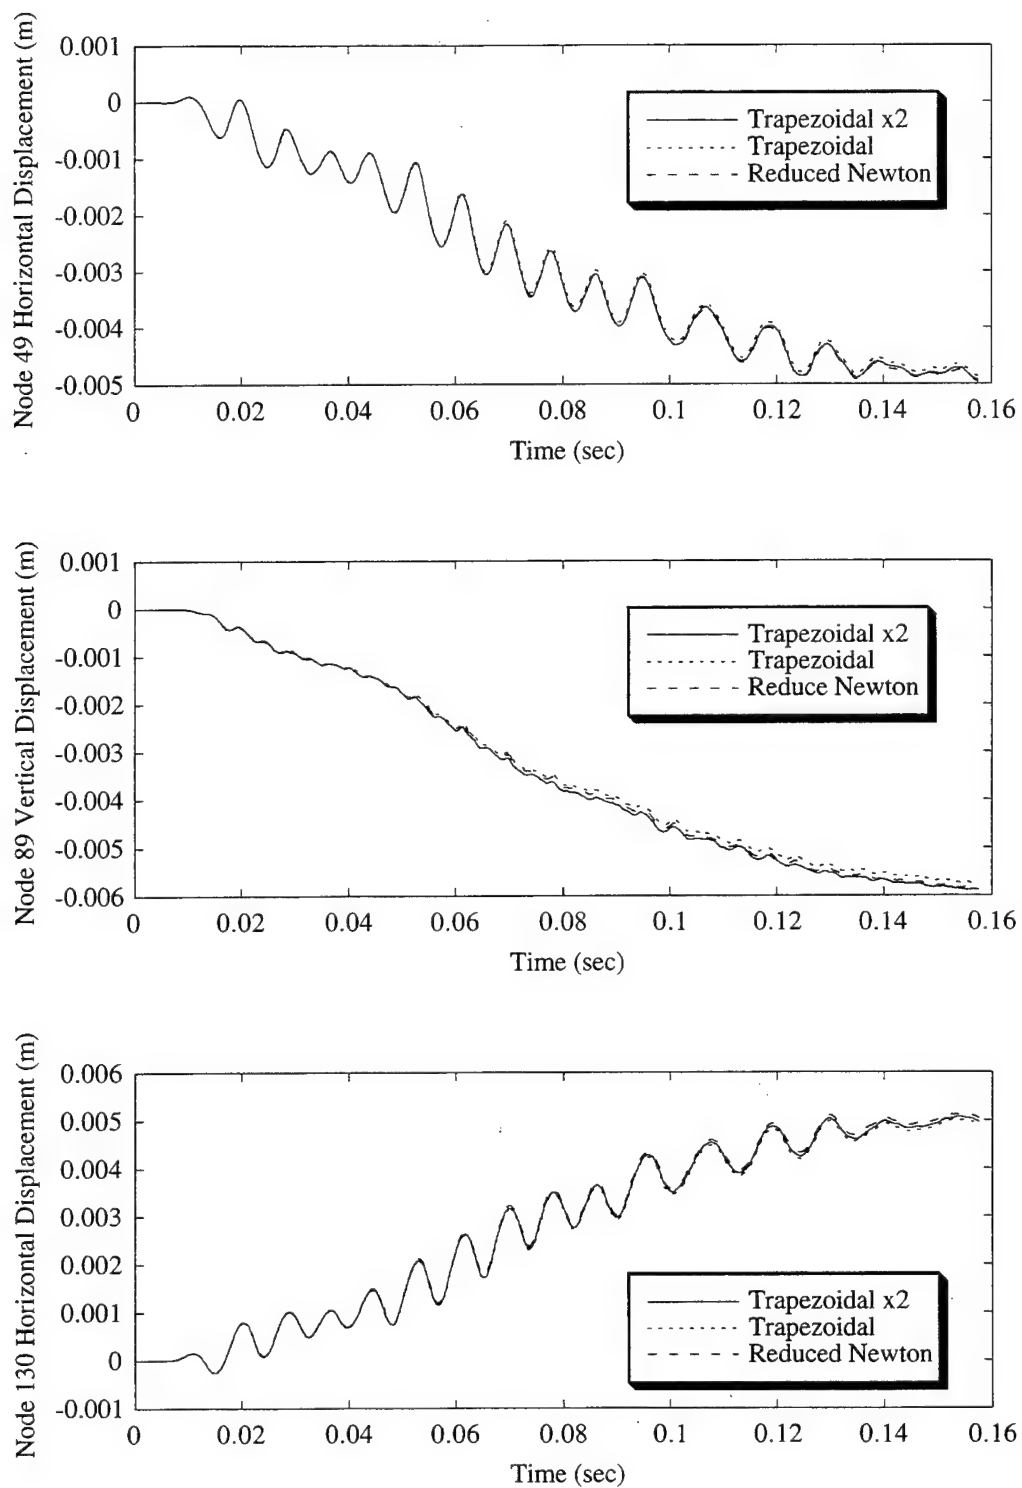 Node 49 Horizontal Displacement (m)
0.001
0
-0.001
-0.002
-0.003
-0.004
-0.005
Trapezoidal x2
Trapezoidal
Reduced Newton
0 0.02 0.04 0.06 0.08 0.1 0.12 0.14 0.16
Time (sec)
Node 89 Vertical Displacement (m)
0.001
0
-0.001
-0.002
-0.003
-0.004
-0.005
-0.006
Trapezoidal x2
Trapezoidal
Reduce Newton
0 0.02 0.04 0.06 0.08 0.1 0.12 0.14 0.16
Time (sec)
Node 130 Horizontal Displacement (m)
0.006
0.005
0.004
0.003
0.002
0.001
0
-0.001
Trapezoidal x2
Trapezoidal
Reduced Newton
0 0.02 0.04 0.06 0.08 0.1 0.12 0.14 0.16
Time (sec)